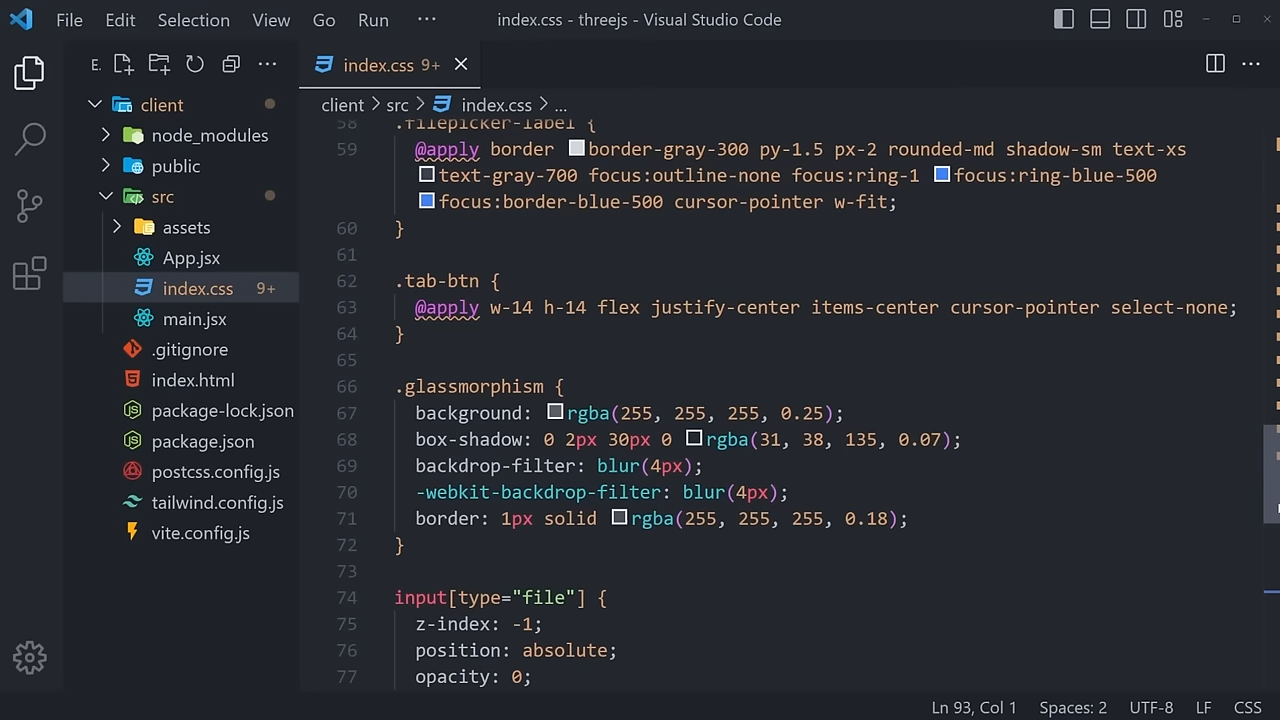 File Edit Selection View Go Run ··· index.css - threejs - Visual Studio Code
E. index.css 9+
client
client > src > index.css > ...
node_modules
public
src
assets
App.jsx
index.css 9+
main.jsx
.gitignore
index.html
package-lock.json
package.json
postcss.config.js
tailwind.config.js
vite.config.js
58 .filepicker-label {
59 @apply border border-gray-300 py-1.5 px-2 rounded-md shadow-sm text-xs
text-gray-700 focus:outline-none focus:ring-1 focus:ring-blue-500
focus:border-blue-500 cursor-pointer w-fit;
60 }
61
62 .tab-btn {
63 @apply w-14 h-14 flex justify-center items-center cursor-pointer select-none;
64 }
65
66 .glassmorphism {
67 background: rgba(255, 255, 255, 0.25);
68 box-shadow: 0 2px 30px 0 rgba(31, 38, 135, 0.07);
69 backdrop-filter: blur(4px);
70 -webkit-backdrop-filter: blur(4px);
71 border: 1px solid rgba(255, 255, 255, 0.18);
72 }
73
74 input[type="file"] {
75 z-index: -1;
76 position: absolute;
77 opacity: 0;
Ln 93, Col 1 Spaces: 2 UTF-8 LF CSS